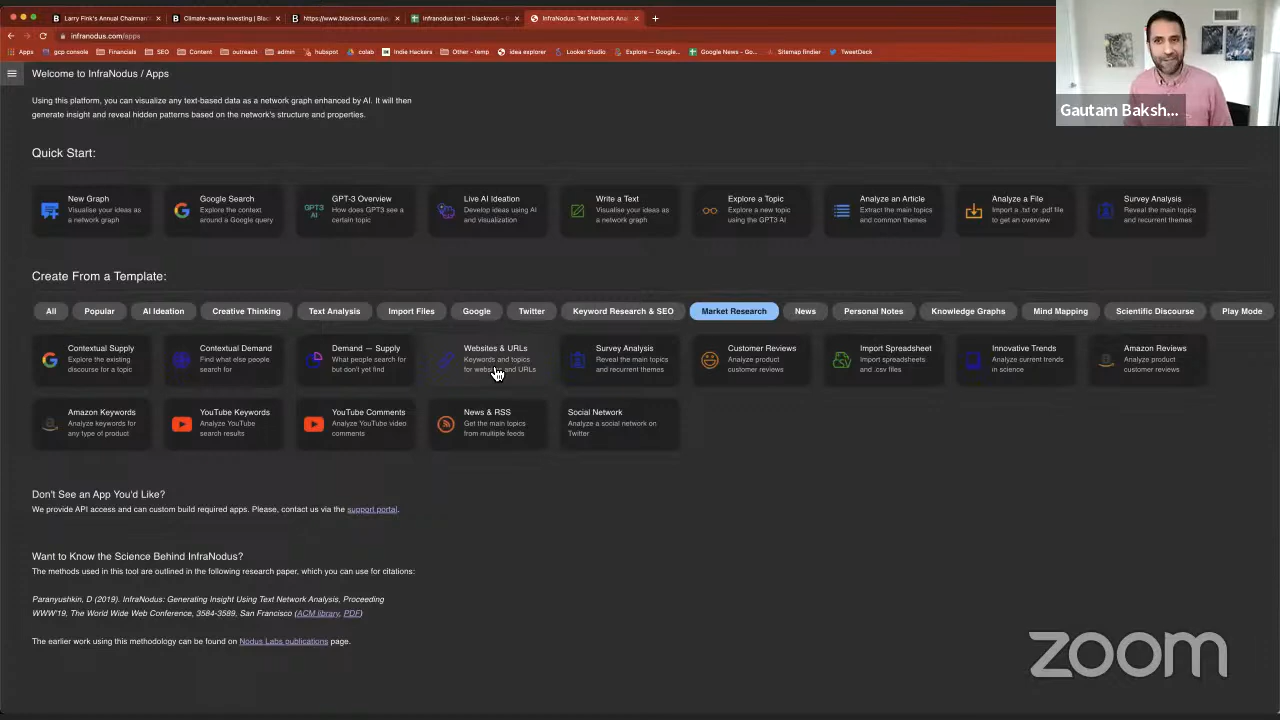 Larry Fink's Annual Chairman'
Climate-aware investing | Blac
https://www.blackrock.com/us
infranodus test - blackrock - G
InfraNodus: Text Network Ana
infranodus.com/apps
Apps gcp console Financials SEO Content outreach admin hubspot colab Indie Hackers Other - temp idea explorer Looker Studio Explore – Google... Google News - Go... Sitemap finder TweetDeck
Gautam Baksh...
Welcome to InfraNodus / Apps
Using this platform, you can visualize any text-based data as a network graph enhanced by AI. It will then
generate insight and reveal hidden patterns based on the network's structure and properties.
Quick Start:
New Graph
Visualise your ideas as
a network graph
Google Search
Explore the context
around a Google query
GPT3
AI
GPT-3 Overview
How does GPT3 see a
certain topic
Live AI Ideation
Develop ideas using AI
and visualization
Write a Text
Visualise your ideas as
a network graph
Explore a Topic
Explore a new topic
using the GPT3 AI
Analyze an Article
Extract the main topics
and common themes
Analyze a File
Import a .txt or .pdf file
to get an overview
Survey Analysis
Reveal the main topics
and recurrent themes
Create From a Template:
All Popular AI Ideation Creative Thinking Text Analysis Import Files Google Twitter Keyword Research & SEO Market Research News Personal Notes Knowledge Graphs Mind Mapping Scientific Discourse Play Mode
Contextual Supply
Explore the existing
discourse for a topic
Contextual Demand
Find what else people
search for
Demand — Supply
What people search for
but don't yet find
Websites & URLs
Keywords and topics
for website and URLs
Survey Analysis
Reveal the main topics
and recurrent themes
Customer Reviews
Analyze product
customer reviews
Import Spreadsheet
Import spreadsheets
and .csv files
Innovative Trends
Analyze current trends
in science
Amazon Reviews
Analyze product
customer reviews
Amazon Keywords
Analyze keywords for
any type of product
YouTube Keywords
Analyze YouTube
search results
YouTube Comments
Analyze YouTube video
comments
News & RSS
Get the main topics
from multiple feeds
Social Network
Analyze a social network on
Twitter
Don't See an App You'd Like?
We provide API access and can custom build required apps. Please, contact us via the support portal.
Want to Know the Science Behind InfraNodus?
The methods used in this tool are outlined in the following research paper, which you can use for citations:
Paranyushkin, D (2019). InfraNodus: Generating Insight Using Text Network Analysis, Proceeding
WWW'19, The World Wide Web Conference, 3584-3589, San Francisco (ACM library, PDF)
The earlier work using this methodology can be found on Nodus Labs publications page.
zoom